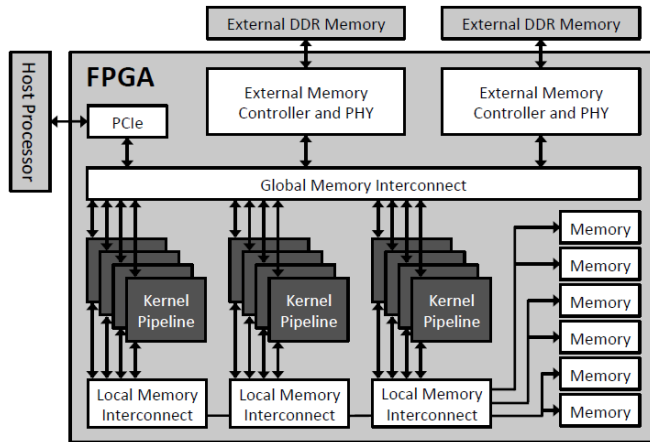 External DDR Memory
External DDR Memory
Host Processor
FPGA
External Memory
Controller and PHY
External Memory
Controller and PHY
PCIe
Global Memory Interconnect
Kernel
Pipeline
Kernel
Pipeline
Kernel
Pipeline
Memory
Memory
Memory
Memory
Memory
Memory
Local Memory
Interconnect
Local Memory
Interconnect
Local Memory
Interconnect